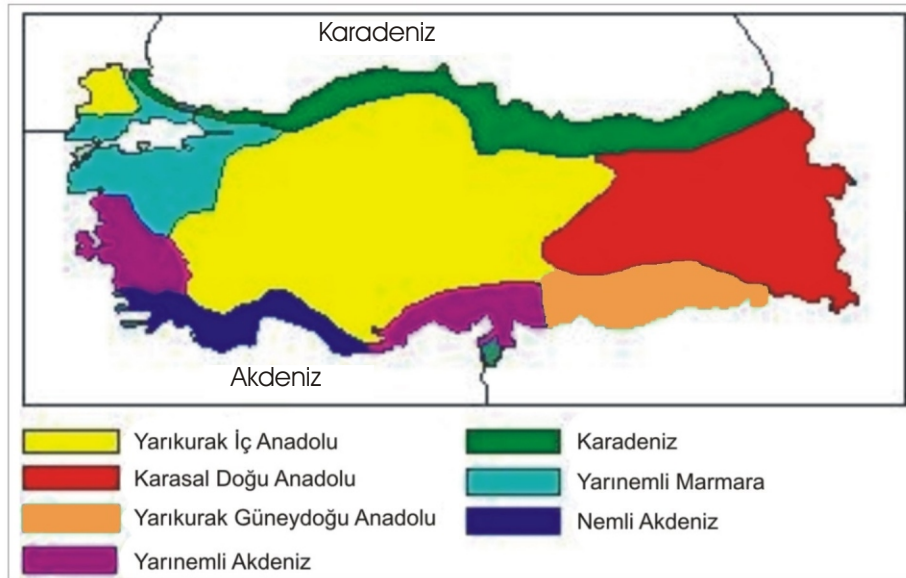 Karadeniz
Akdeniz
Yarıkurak İç Anadolu
Karasal Doğu Anadolu
Yarıkurak Güneydoğu Anadolu
Yarınemli Akdeniz
Karadeniz
Yarınemli Marmara
Nemli Akdeniz